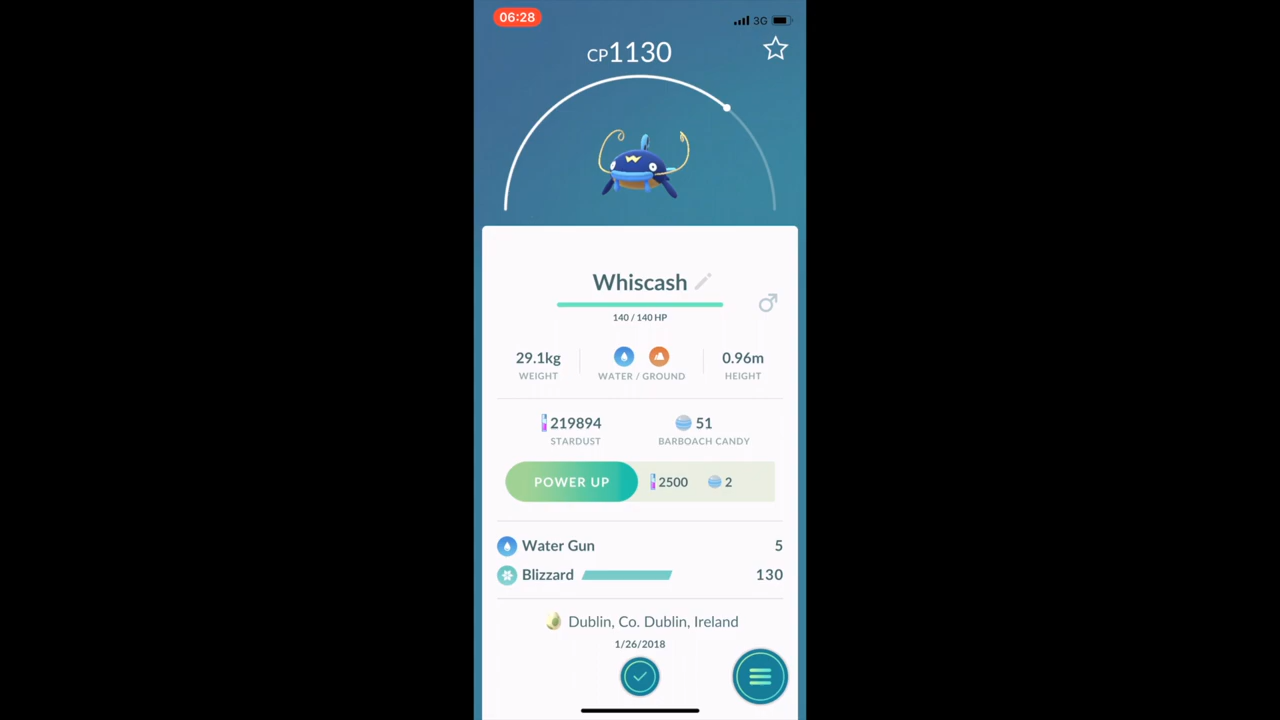 06:28
3G
CP1130
Whiscash
140 / 140 HP
29.1kg
WEIGHT
WATER / GROUND
0.96m
HEIGHT
219894
STARDUST
51
BARBOACH CANDY
POWER UP
2500
2
Water Gun 5
Blizzard 130
Dublin, Co. Dublin, Ireland
1/26/2018